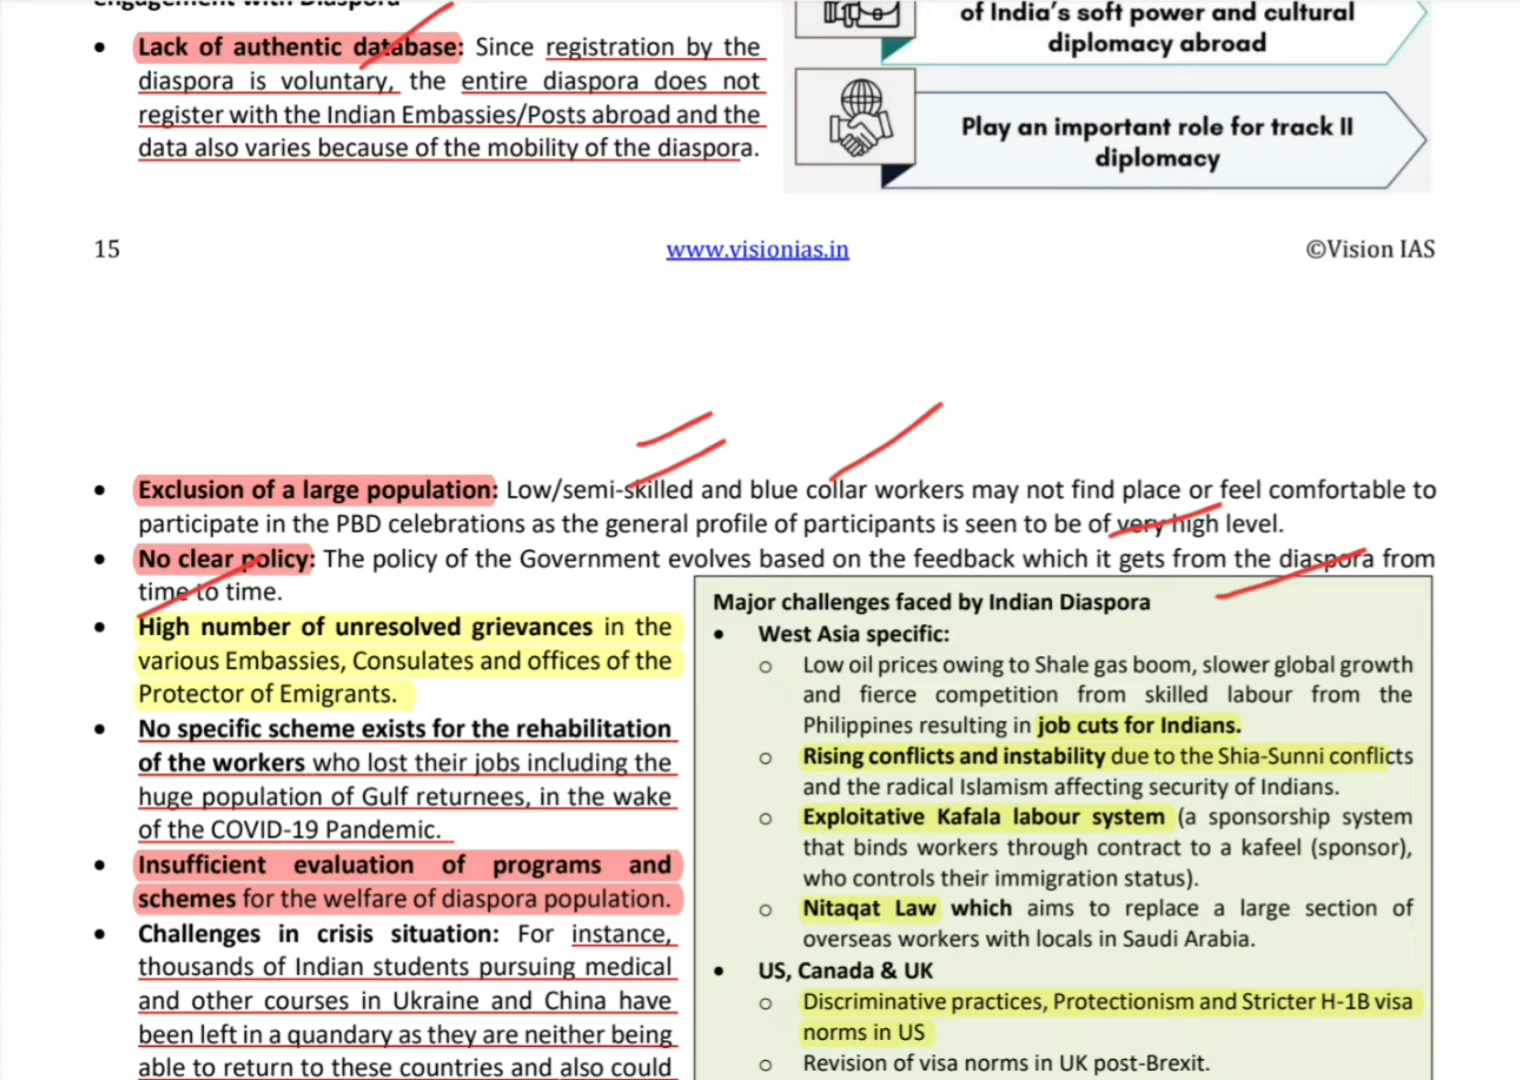 Engagement with Diaspora
• Lack of authentic database: Since registration by the
diaspora is voluntary, the entire diaspora does not
register with the Indian Embassies/Posts abroad and the
data also varies because of the mobility of the diaspora.
of India's soft power and cultural
diplomacy abroad
Play an important role for track II
diplomacy
15
www.visionias.in
©Vision IAS
• Exclusion of a large population: Low/semi-skilled and blue collar workers may not find place or feel comfortable to
participate in the PBD celebrations as the general profile of participants is seen to be of very high level.
• No clear policy: The policy of the Government evolves based on the feedback which it gets from the diaspora from
time to time.
• High number of unresolved grievances in the
various Embassies, Consulates and offices of the
Protector of Emigrants.
• No specific scheme exists for the rehabilitation
of the workers who lost their jobs including the
huge population of Gulf returnees, in the wake
of the COVID-19 Pandemic.
• Insufficient evaluation of programs and
schemes for the welfare of diaspora population.
• Challenges in crisis situation: For instance,
thousands of Indian students pursuing medical
and other courses in Ukraine and China have
been left in a quandary as they are neither being
able to return to these countries and also could
Major challenges faced by Indian Diaspora
• West Asia specific:
o Low oil prices owing to Shale gas boom, slower global growth
and fierce competition from skilled labour from the
Philippines resulting in job cuts for Indians.
o Rising conflicts and instability due to the Shia-Sunni conflicts
and the radical Islamism affecting security of Indians.
o Exploitative Kafala labour system (a sponsorship system
that binds workers through contract to a kafeel (sponsor),
who controls their immigration status).
o Nitaqat Law which aims to replace a large section of
overseas workers with locals in Saudi Arabia.
• US, Canada & UK
o Discriminative practices, Protectionism and Stricter H-1B visa
norms in US
o Revision of visa norms in UK post-Brexit.